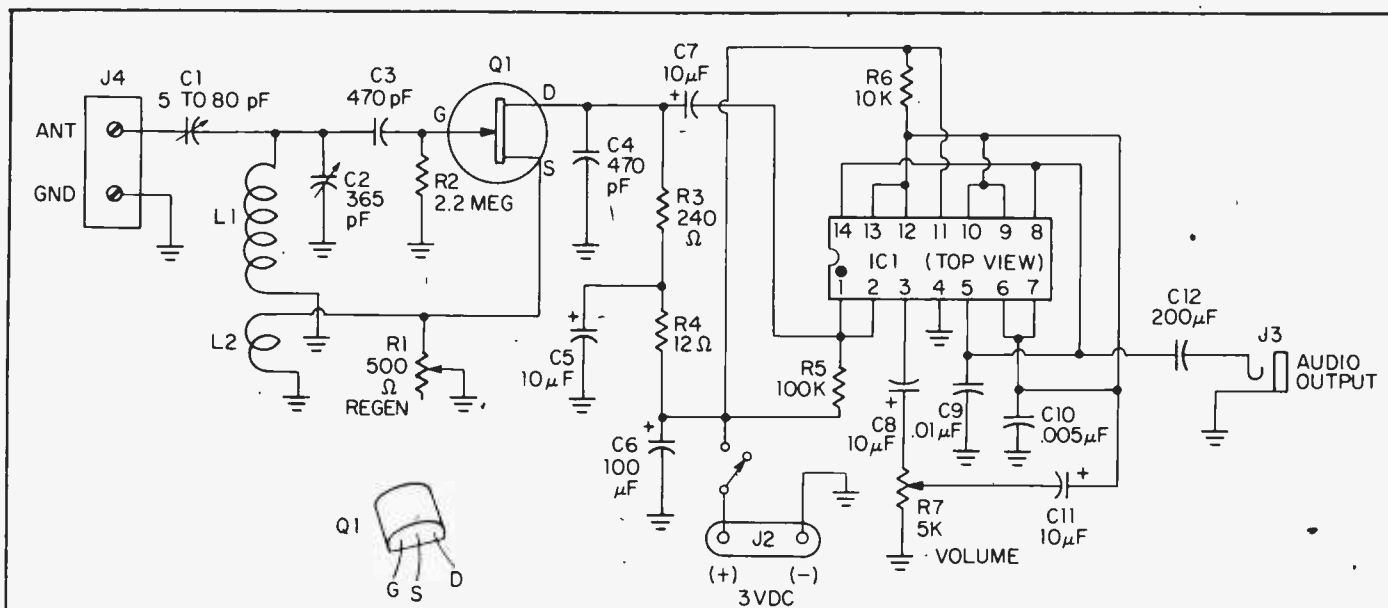 J4
ANT
GND
C1
5 TO 80 pF
L1
L2
C2
365
pF
C3
470 pF
G
Q1
D
S
R2
2.2 MEG
R1
500
Ω
REGEN
C4
470
pF
C7
10µF
+
R3
240
Ω
+
C5
10µF
R4
12Ω
+
C6
100
µF
R5
100K
R6
10K
14 13 12 11 10 9 8
IC1 (TOP VIEW)
1 2 3 4 5 6 7
C8
10µF
+
C9
.01µF
C10
.005µF
C12
200µF
J3
AUDIO
OUTPUT
R7
5K
VOLUME
C11
10µF
+
J2
(+) (-)
3VDC
Q1
G S D